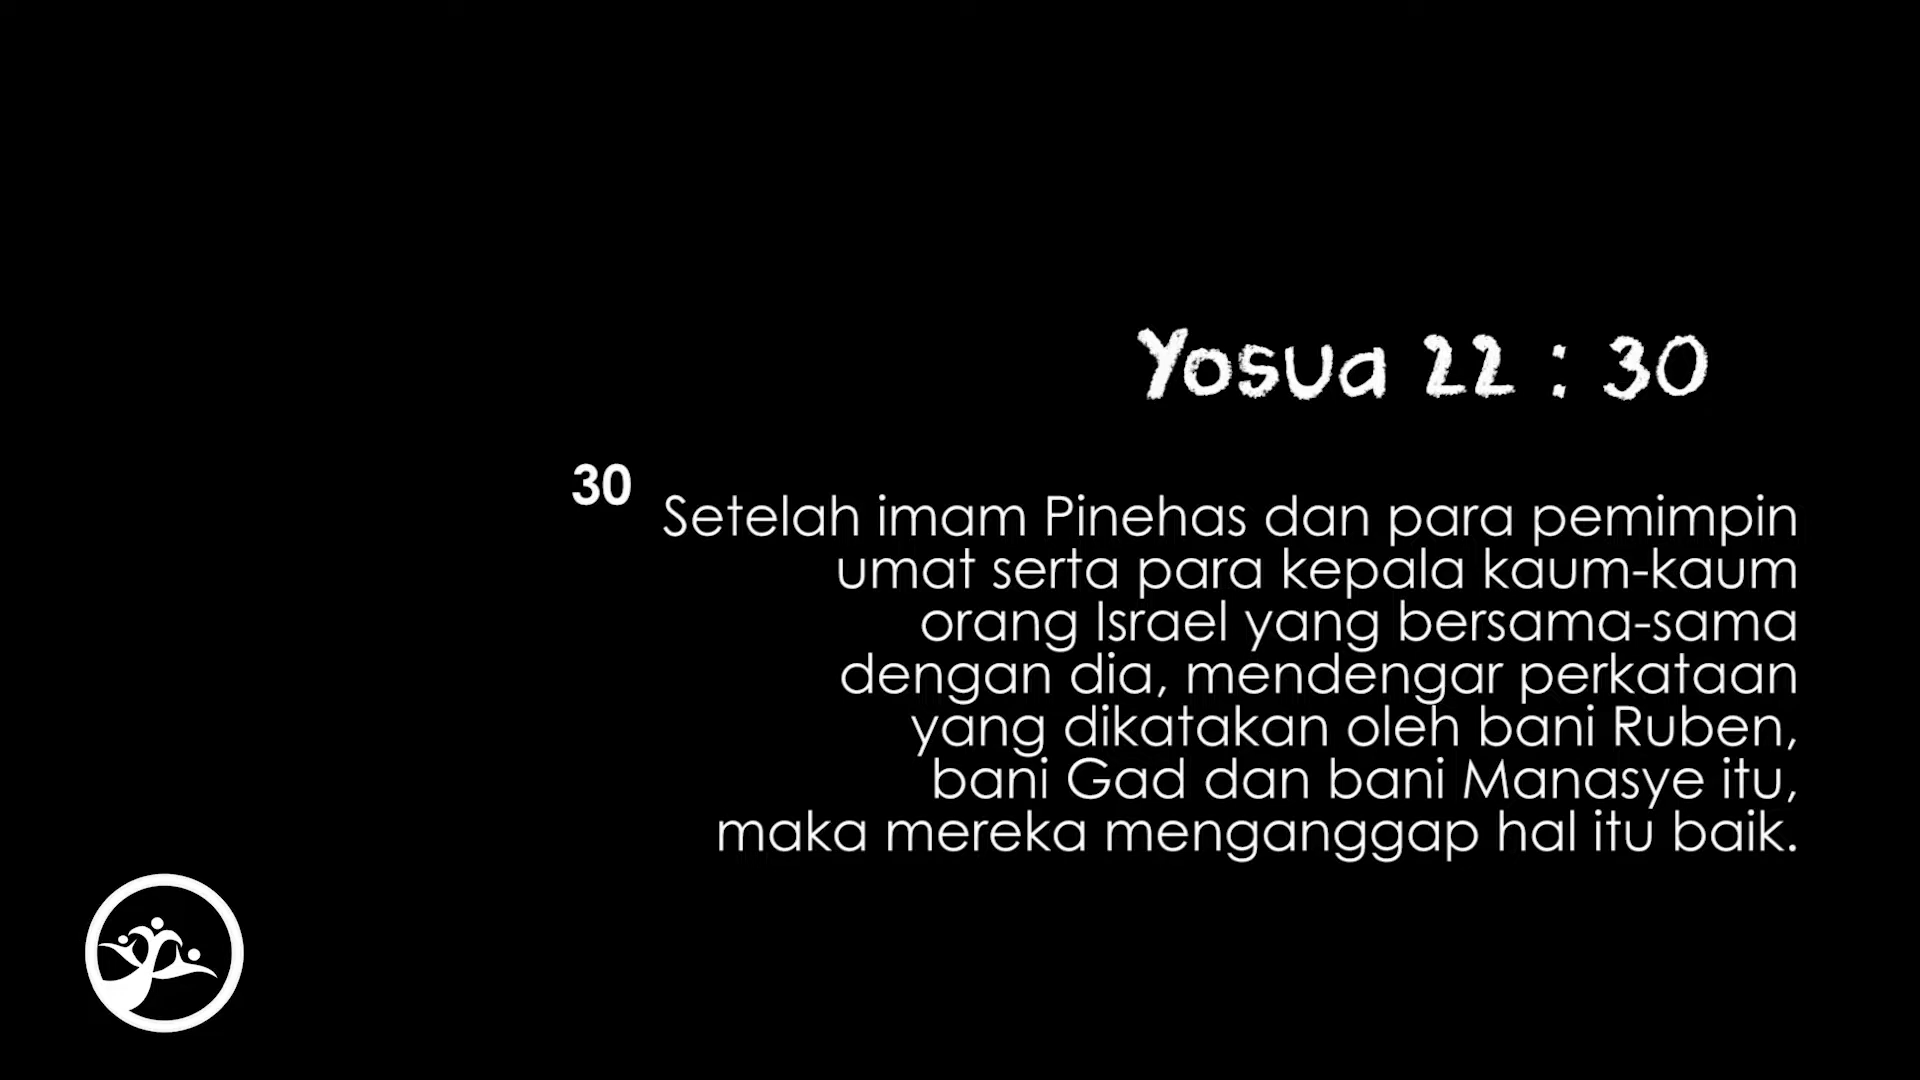 Yosua 22 : 30
30 Setelah imam Pinehas dan para pemimpin
umat serta para kepala kaum-kaum
orang Israel yang bersama-sama
dengan dia, mendengar perkataan
yang dikatakan oleh bani Ruben,
bani Gad dan bani Manasye itu,
maka mereka menganggap hal itu baik.